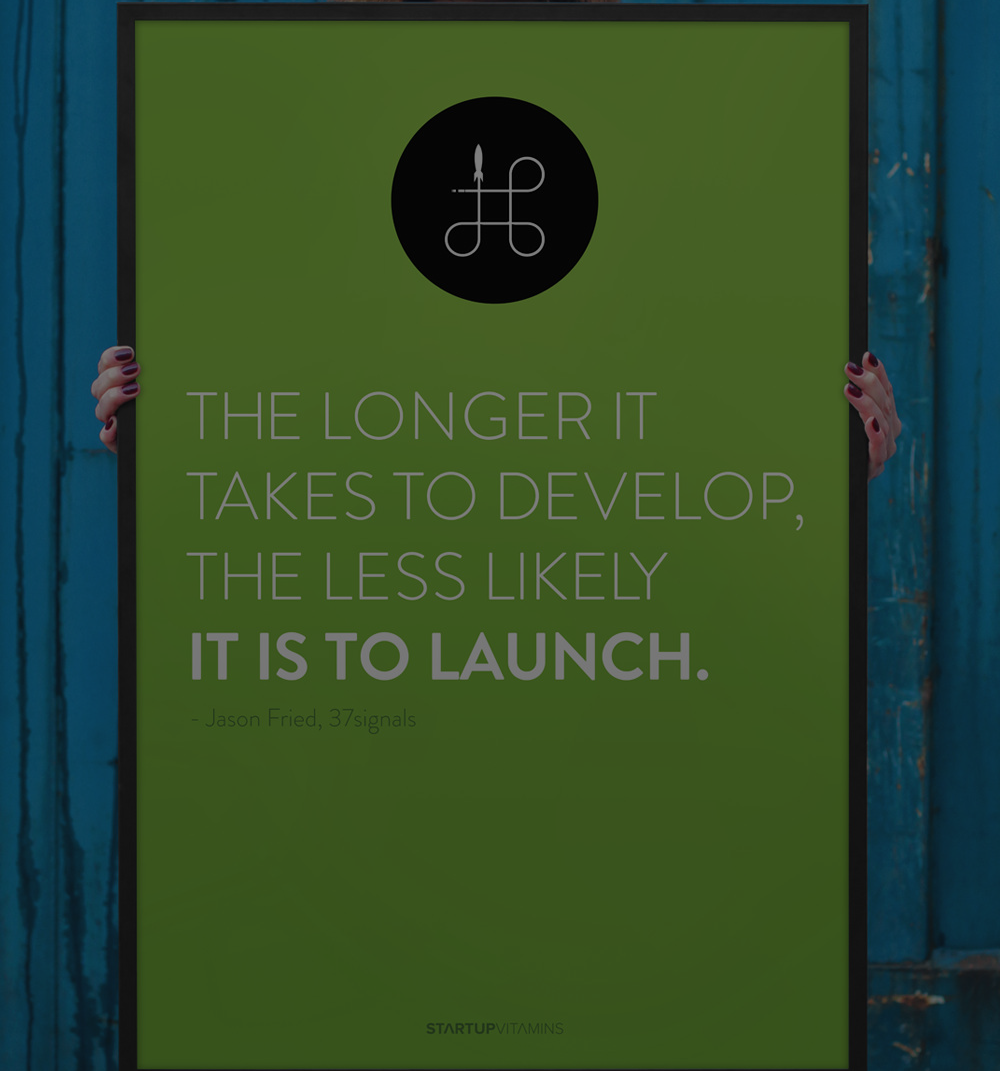 THE LONGER IT
TAKES TO DEVELOP,
THE LESS LIKELY
IT IS TO LAUNCH.
- Jason Fried, 37signals
STARTUPVITAMINS